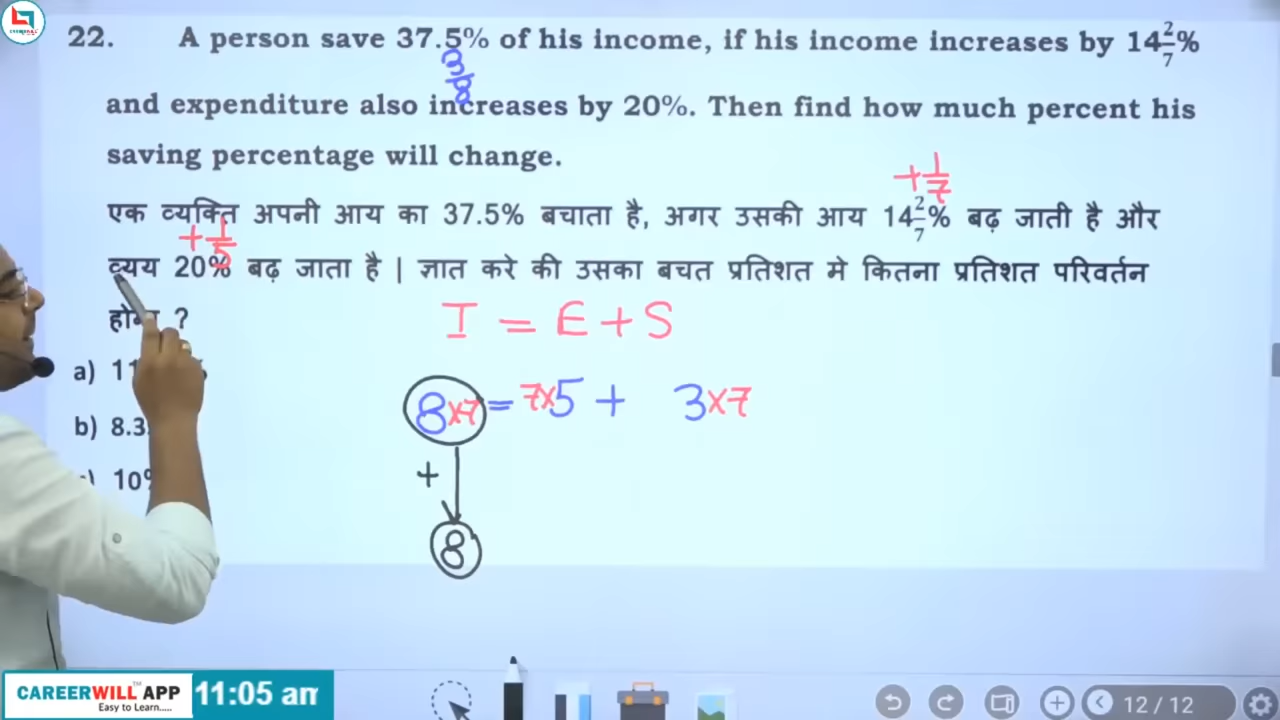 22. A person save 37.5% of his income, if his income increases by 14 2/7%
3/8
and expenditure also increases by 20%. Then find how much percent his
saving percentage will change.
+1/7
एक व्यक्ति अपनी आय का 37.5% बचाता है, अगर उसकी आय 14 2/7% बढ़ जाती है और
+1/5
व्यय 20% बढ़ जाता है | ज्ञात करे की उसका बचत प्रतिशत मे कितना प्रतिशत परिवर्तन
?
I = E + S
a)
8×7 = 7×5 + 3×7
b) 8.3
+
10
8
CAREERWILL APP
Easy to Learn.....
11:05 am
12 / 12